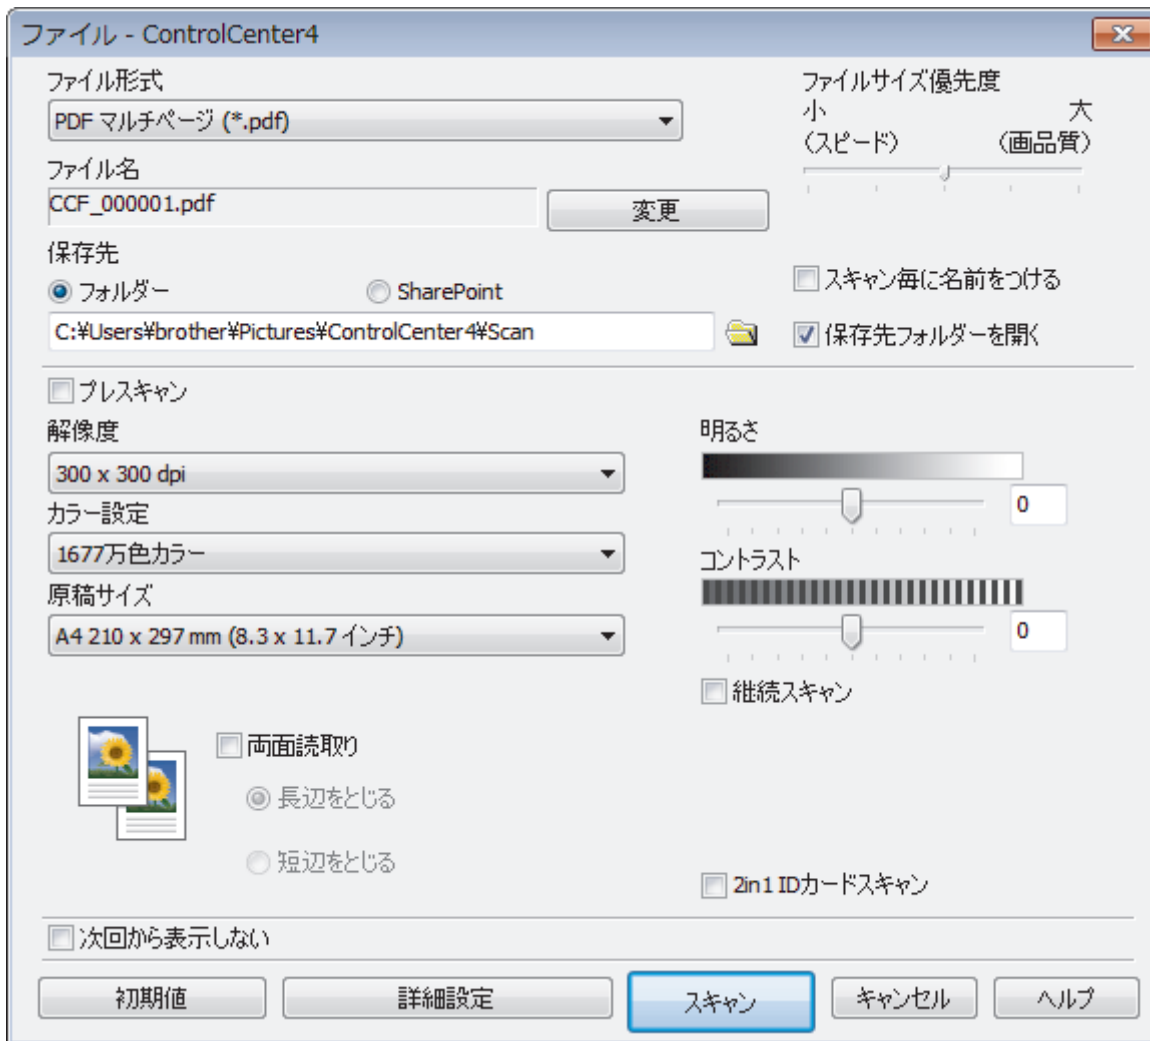 ファイル - ControlCenter4
ファイル形式
PDF マルチページ (*.pdf)
ファイルサイズ優先度
小 大
(スピード) (画品質)
ファイル名
CCF_000001.pdf
変更
保存先
フォルダー SharePoint
スキャン毎に名前をつける
C:¥Users¥brother¥Pictures¥ControlCenter4¥Scan
保存先フォルダーを開く
プレスキャン
解像度
300 x 300 dpi
カラー設定
1677万色カラー
原稿サイズ
A4 210 x 297 mm (8.3 x 11.7 インチ)
明るさ
0
コントラスト
0
継続スキャン
両面読取り
長辺をとじる
短辺をとじる
2in1 IDカードスキャン
次回から表示しない
初期値 詳細設定 スキャン キャンセル ヘルプ